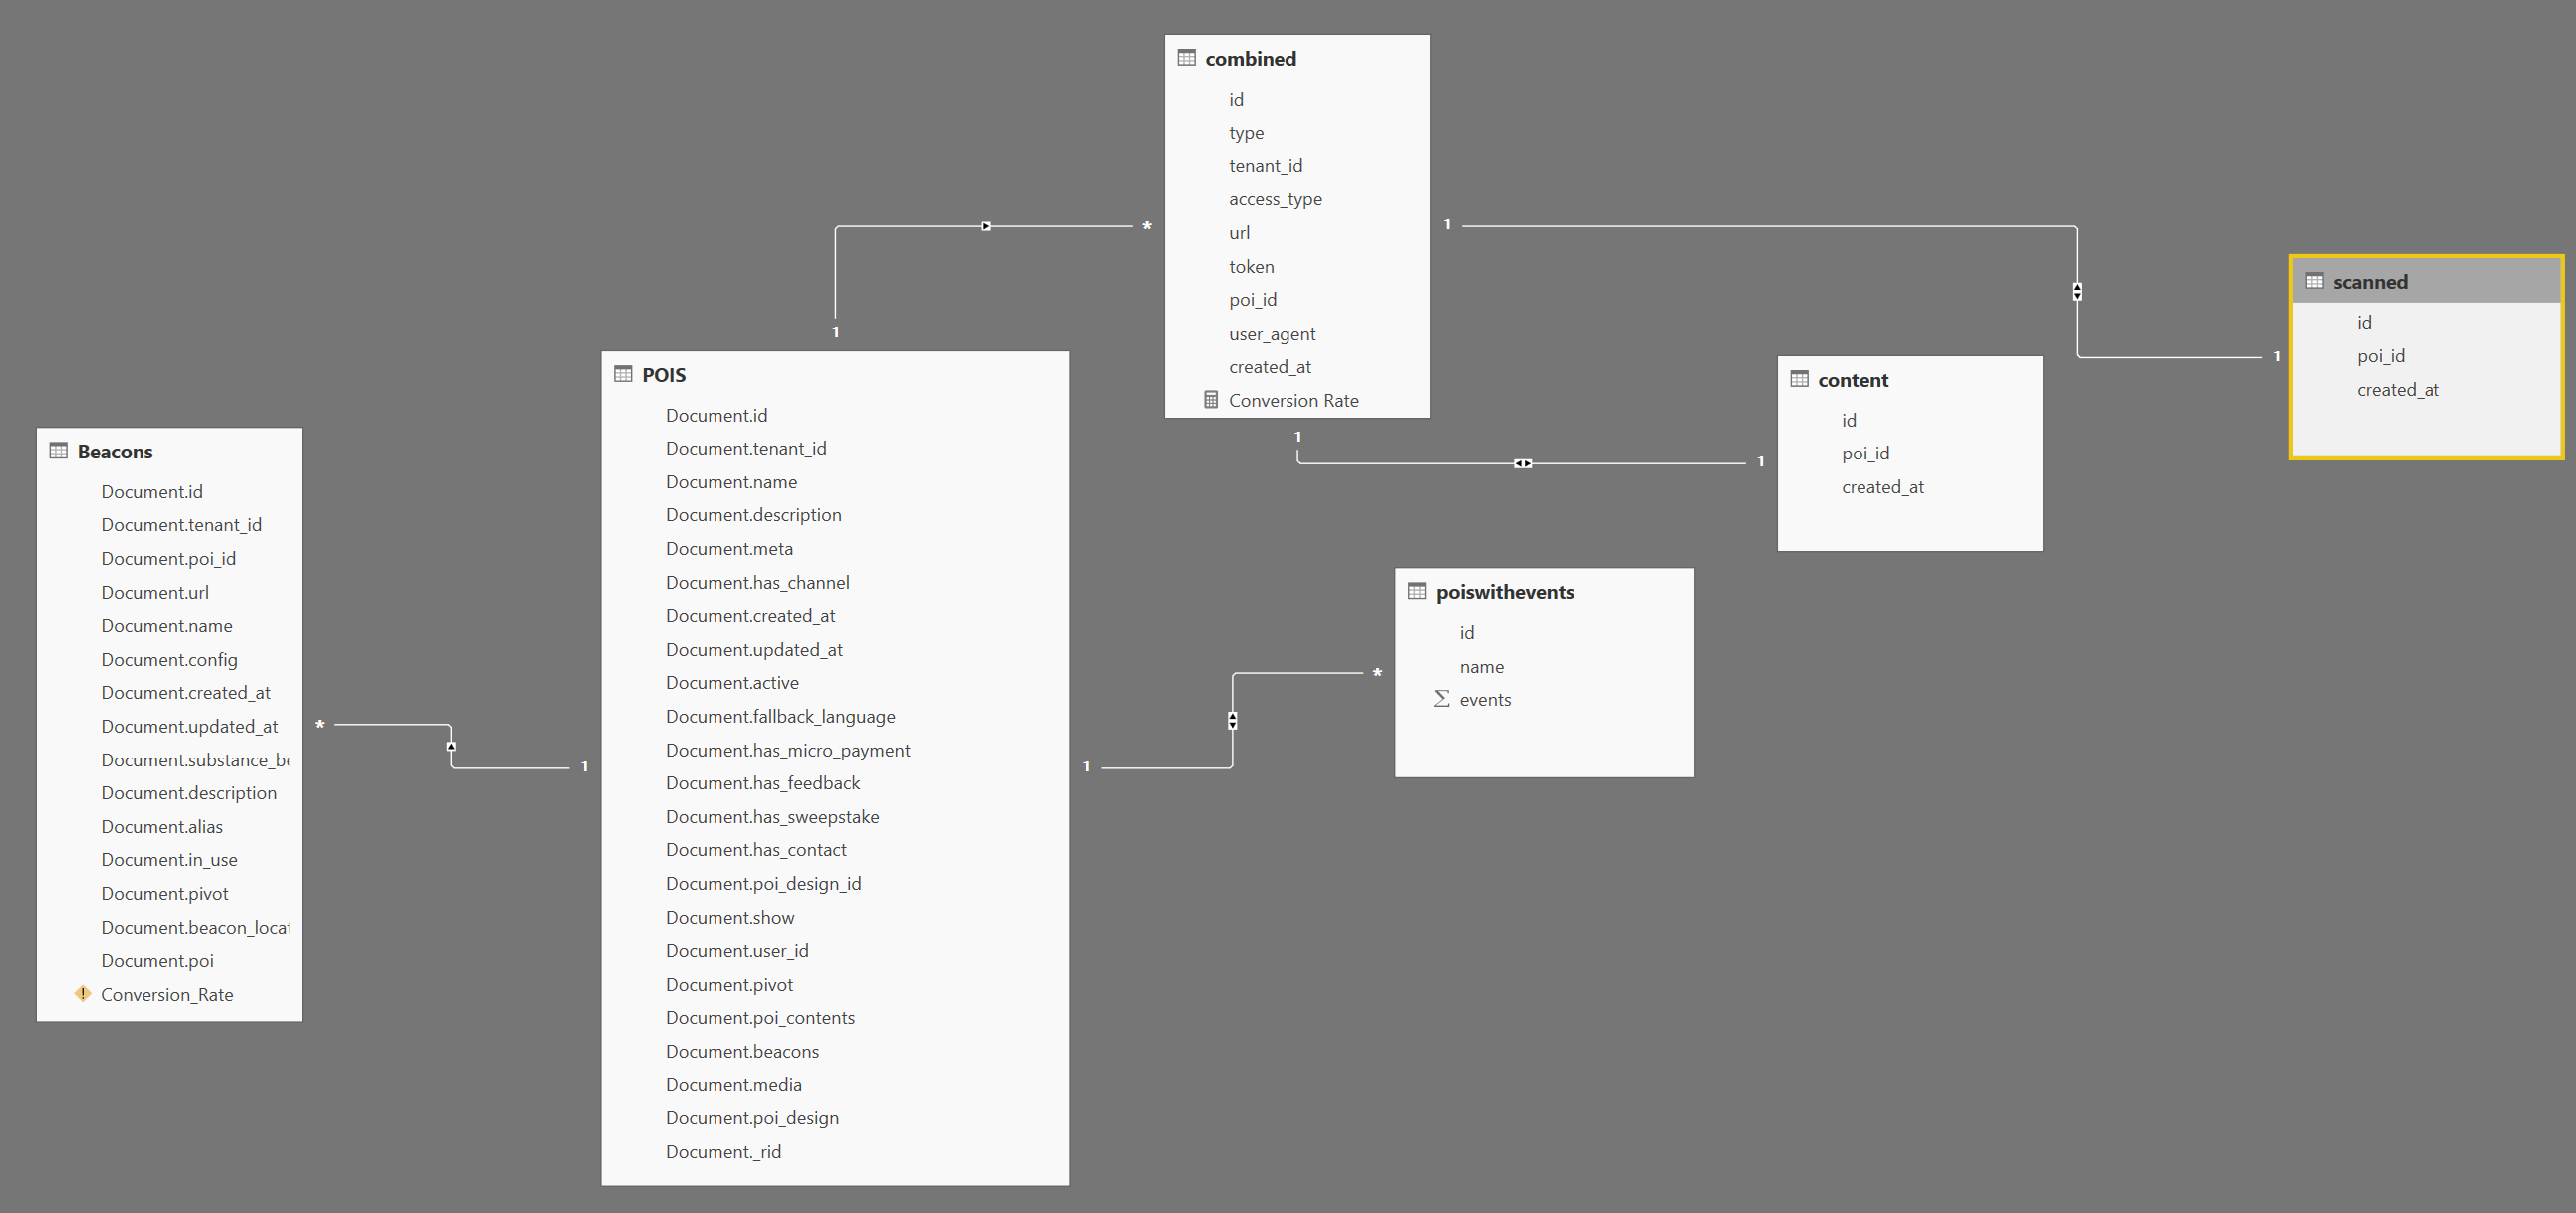 combined
id
type
tenant_id
access_type
url
token
poi_id
user_agent
created_at
Conversion Rate
*
1
1
1
1
1
scanned
id
poi_id
created_at
content
id
poi_id
created_at
POIS
Document.id
Document.tenant_id
Document.name
Document.description
Document.meta
Document.has_channel
Document.created_at
Document.updated_at
Document.active
Document.fallback_language
Document.has_micro_payment
Document.has_feedback
Document.has_sweepstake
Document.has_contact
Document.poi_design_id
Document.show
Document.user_id
Document.pivot
Document.poi_contents
Document.beacons
Document.media
Document.poi_design
Document._rid
Beacons
Document.id
Document.tenant_id
Document.poi_id
Document.url
Document.name
Document.config
Document.created_at
Document.updated_at
Document.substance_be
Document.description
Document.alias
Document.in_use
Document.pivot
Document.beacon_locat
Document.poi
Conversion_Rate
*
1
1
*
poiswithevents
id
name
Σ events